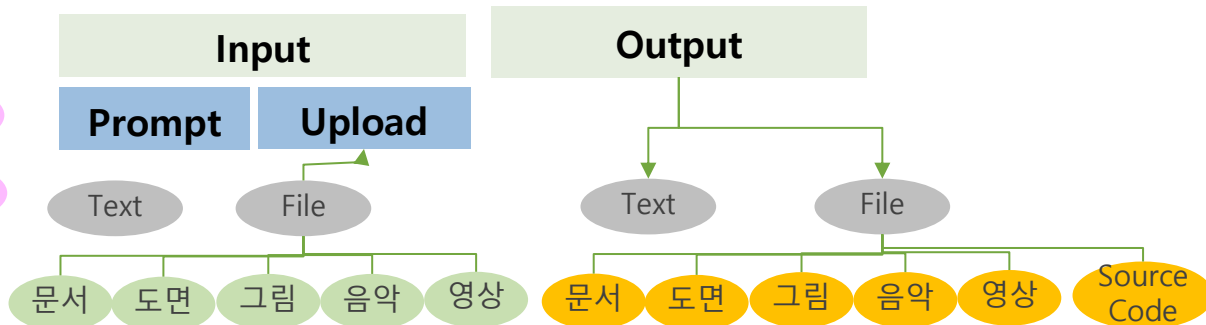 Input
Output
Prompt
Upload
Text
File
Text
File
문서
도면
그림
음악
영상
문서
도면
그림
음악
영상
Source
Code